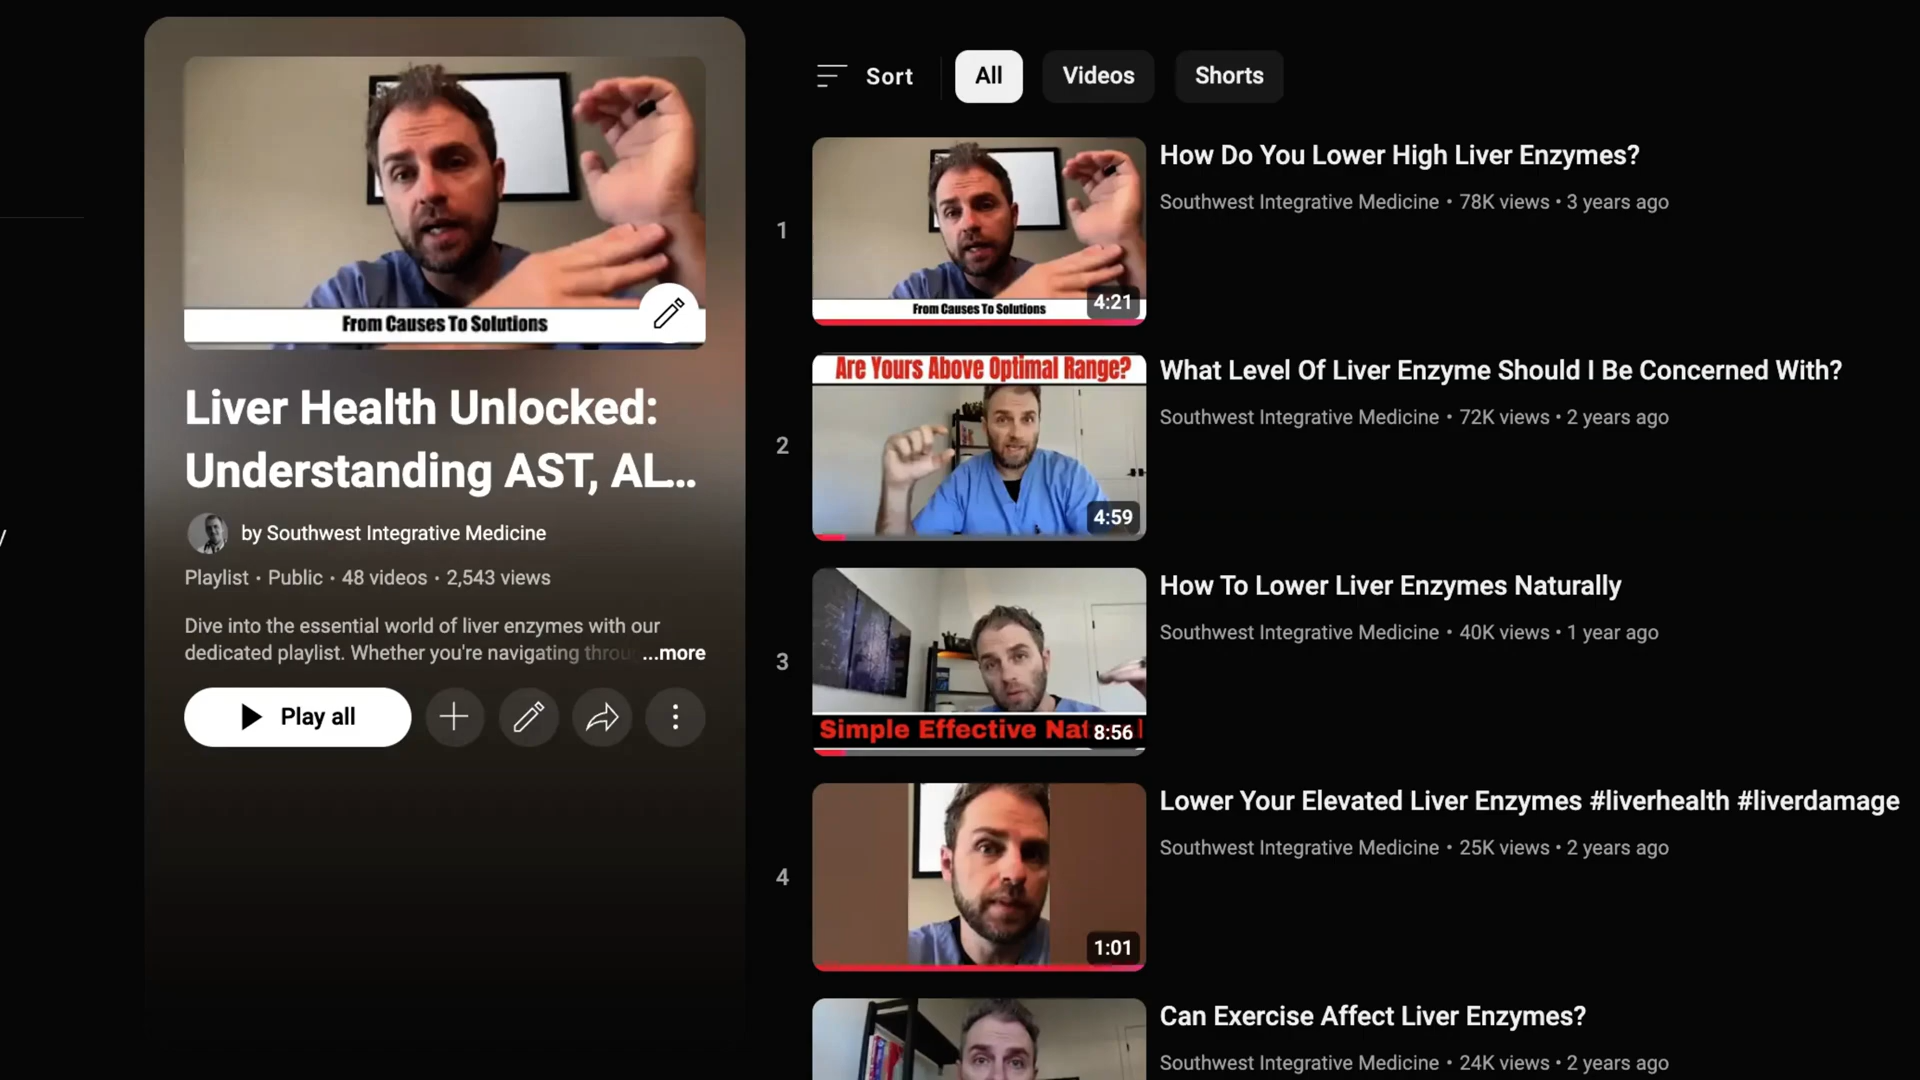 From Causes To Solutions
Liver Health Unlocked:
Understanding AST, AL...
by Southwest Integrative Medicine
Playlist • Public • 48 videos • 2,543 views
Dive into the essential world of liver enzymes with our
dedicated playlist. Whether you're navigating throu ...more
Play all
Sort
All
Videos
Shorts
1
From Causes To Solutions
4:21
How Do You Lower High Liver Enzymes?
Southwest Integrative Medicine • 78K views • 3 years ago
2
Are Yours Above Optimal Range?
4:59
What Level Of Liver Enzyme Should I Be Concerned With?
Southwest Integrative Medicine • 72K views • 2 years ago
3
Simple Effective Nat
8:56
How To Lower Liver Enzymes Naturally
Southwest Integrative Medicine • 40K views • 1 year ago
4
1:01
Lower Your Elevated Liver Enzymes #liverhealth #liverdamage
Southwest Integrative Medicine • 25K views • 2 years ago
Can Exercise Affect Liver Enzymes?
Southwest Integrative Medicine • 24K views • 2 years ago